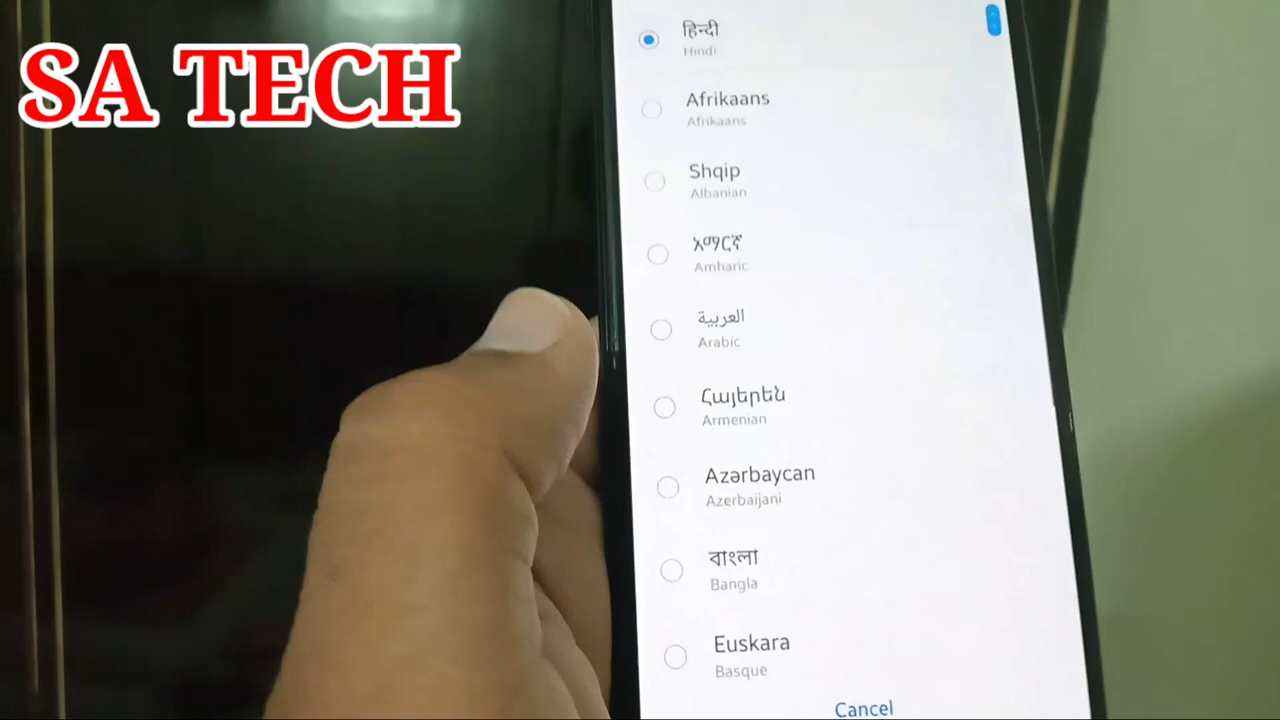 SA TECH
हिन्दी
Hindi
Afrikaans
Afrikaans
Shqip
Albanian
አማርኛ
Amharic
العربية
Arabic
Հայերեն
Armenian
Azərbaycan
Azerbaijani
বাংলা
Bangla
Euskara
Basque
Cancel